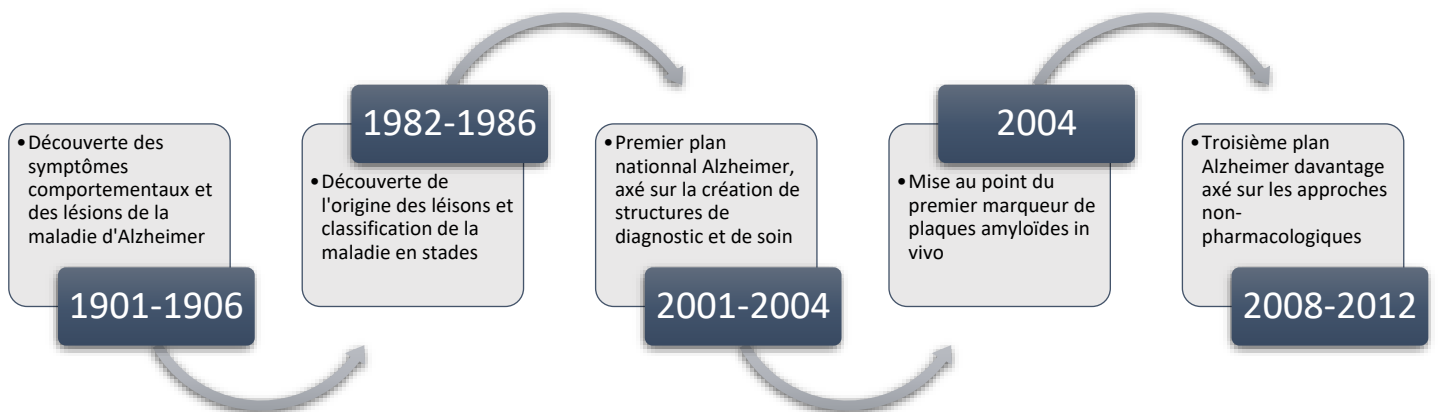 •Découverte des
symptômes
comportementaux et
des lésions de la
maladie d'Alzheimer
1901-1906
1982-1986
•Découverte de
l'origine des léisons et
classification de la
maladie en stades
•Premier plan
nationnal Alzheimer,
axé sur la création de
structures de
diagnostic et de soin
2001-2004
2004
•Mise au point du
premier marqueur de
plaques amyloïdes in
vivo
•Troisième plan
Alzheimer davantage
axé sur les approches
non-
pharmacologiques
2008-2012